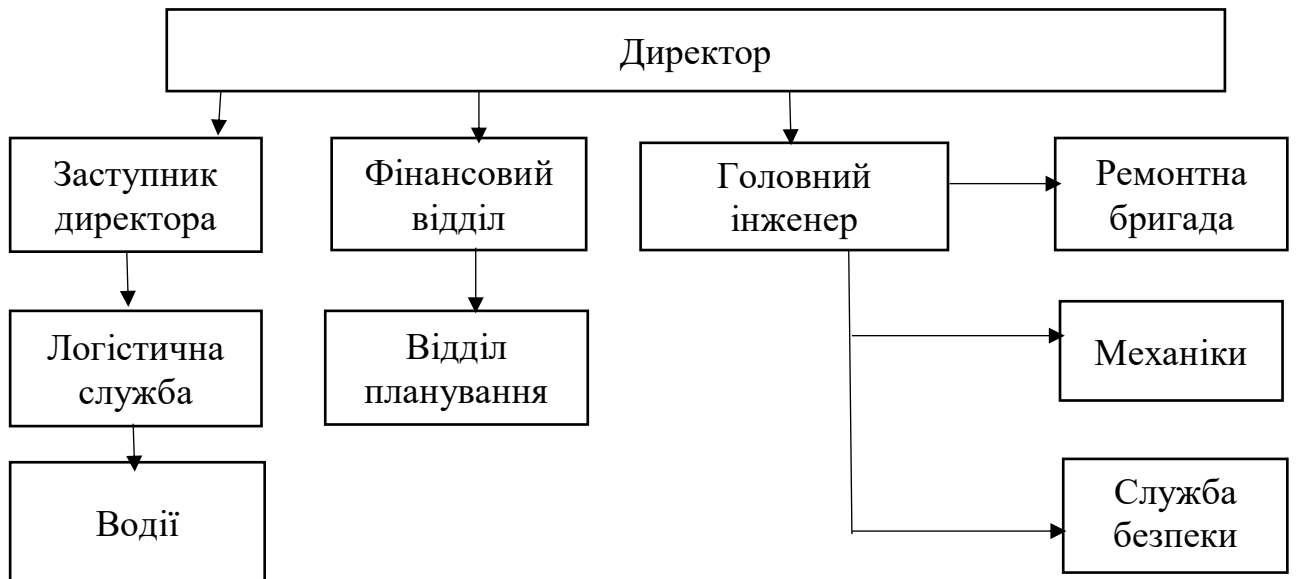 Директор
Заступник
директора
Фінансовий
відділ
Головний
інженер
Ремонтна
бригада
Логістична
служба
Відділ
планування
Механіки
Водії
Служба
безпеки